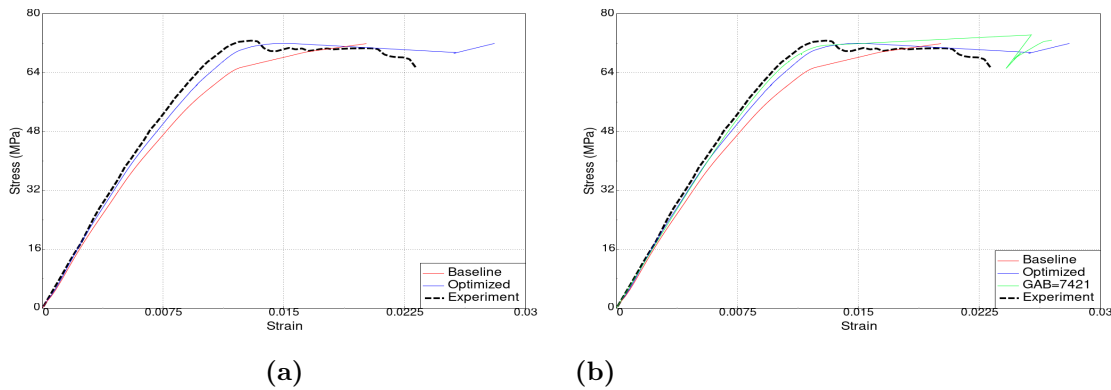 80
64
48
32
16
0
Stress (MPa)
0
0.0075
0.015
0.0225
0.03
Strain
Baseline
Optimized
Experiment
(a)
80
64
48
32
16
0
Stress (MPa)
0
0.0075
0.015
0.0225
0.03
Strain
Baseline
Optimized
GAB=7421
Experiment
(b)